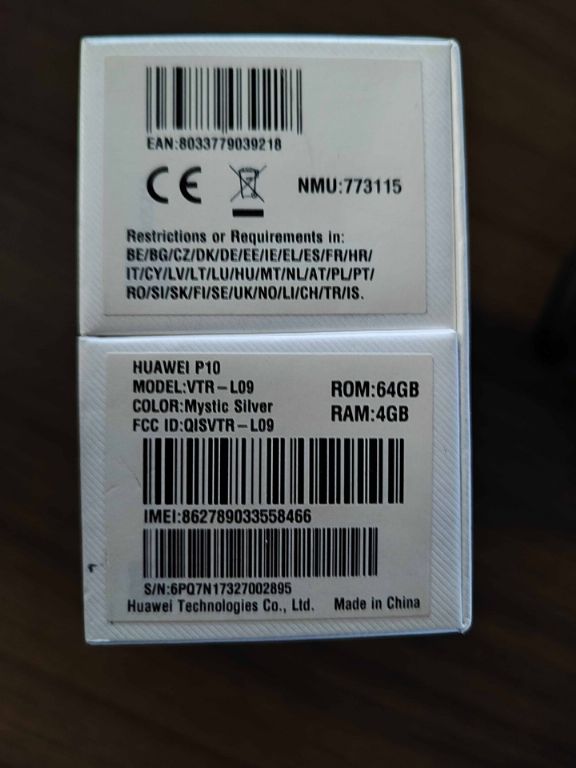 EAN:8033779039218
CE
NMU:773115
Restrictions or Requirements in:
BE/BG/CZ/DK/DE/EE/IE/EL/ES/FR/HR/
IT/CY/LV/LT/LU/HU/MT/NL/AT/PL/PT/
RO/SI/SK/FI/SE/UK/NO/LI/CH/TR/IS.
HUAWEI P10
MODEL:VTR-L09
COLOR:Mystic Silver
FCC ID:QISVTR-L09
ROM:64GB
RAM:4GB
IMEI:862789033558466
S/N:6PQ7N17327002895
Huawei Technologies Co., Ltd. Made in China